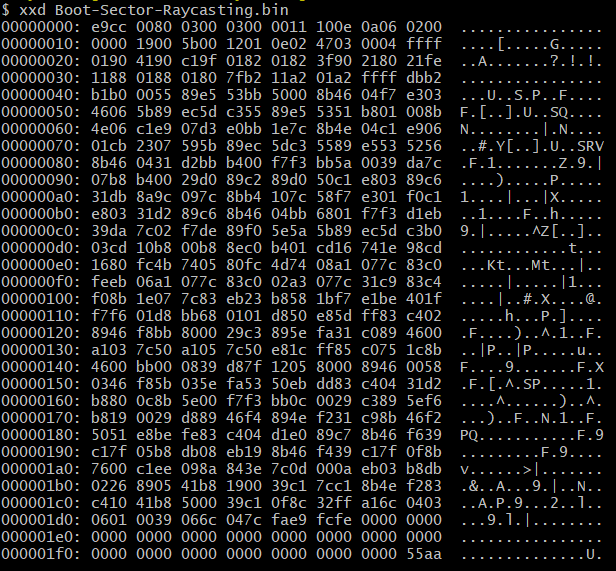 $ xxd Boot-Sector-Raycasting.bin
00000000: e9cc 0080 0300 0300 0011 100e 0a06 0200  ................
00000010: 0000 1900 5b00 1201 0e02 4703 0004 ffff  ....[.....G.....
00000020: 0190 4190 c19f 0182 0182 3f90 2180 21fe  ..A.......?.!.!.
00000030: 1188 0188 0180 7fb2 11a2 01a2 ffff dbb2  ................
00000040: b1b0 0055 89e5 53bb 5000 8b46 04f7 e303  ...U..S.P..F....
00000050: 4606 5b89 ec5d c355 89e5 5351 b801 008b  F.[..].U..SQ....
00000060: 4e06 c1e9 07d3 e0bb 1e7c 8b4e 04c1 e906  N........|.N....
00000070: 01cb 2307 595b 89ec 5dc3 5589 e553 5256  ..#.Y[..].U..SRV
00000080: 8b46 0431 d2bb b400 f7f3 bb5a 0039 da7c  .F.1.......Z.9.|
00000090: 07b8 b400 29d0 89c2 89d0 50c1 e803 89c6  ....).....P.....
000000a0: 31db 8a9c 097c 8bb4 107c 58f7 e301 f0c1  1....|...|X.....
000000b0: e803 31d2 89c6 8b46 04bb 6801 f7f3 d1eb  ..1....F..h.....
000000c0: 39da 7c02 f7de 89f0 5e5a 5b89 ec5d c3b0  9.|.....^Z[..]..
000000d0: 03cd 10b8 00b8 8ec0 b401 cd16 741e 98cd  ............t...
000000e0: 1680 fc4b 7405 80fc 4d74 08a1 077c 83c0  ...Kt...Mt...|..
000000f0: feeb 06a1 077c 83c0 02a3 077c 31c9 83c4  .....|.....|1...
00000100: f08b 1e07 7c83 eb23 b858 1bf7 e1be 401f  ....|..#.X....@.
00000110: f7f6 01d8 bb68 0101 d850 e85d ff83 c402  .....h...P.]....
00000120: 8946 f8bb 8000 29c3 895e fa31 c089 4600  .F....)..^.1..F.
00000130: a103 7c50 a105 7c50 e81c ff85 c075 1c8b  ..|P..|P.....u..
00000140: 4600 bb00 0839 d87f 1205 8000 8946 0058  F....9.......F.X
00000150: 0346 f85b 035e fa53 50eb dd83 c404 31d2  .F.[.^.SP.....1.
00000160: b880 0c8b 5e00 f7f3 bb0c 0029 c389 5ef6  ....^......)..^.
00000170: b819 0029 d889 46f4 894e f231 c98b 46f2  ...)..F..N.1..F.
00000180: 5051 e8be fe83 c404 d1e0 89c7 8b46 f639  PQ...........F.9
00000190: c17f 05b8 db08 eb19 8b46 f439 c17f 0f8b  .........F.9....
000001a0: 7600 c1ee 098a 843e 7c0d 000a eb03 b8db  v......>|.......
000001b0: 0226 8905 41b8 1900 39c1 7cc1 8b4e f283  .&..A...9.|..N..
000001c0: c410 41b8 5000 39c1 0f8c 32ff a16c 0403  ..A.P.9...2..l..
000001d0: 0601 0039 066c 047c fae9 fcfe 0000 0000  ...9.l.|........
000001e0: 0000 0000 0000 0000 0000 0000 0000 0000  ................
000001f0: 0000 0000 0000 0000 0000 0000 0000 55aa  ..............U.